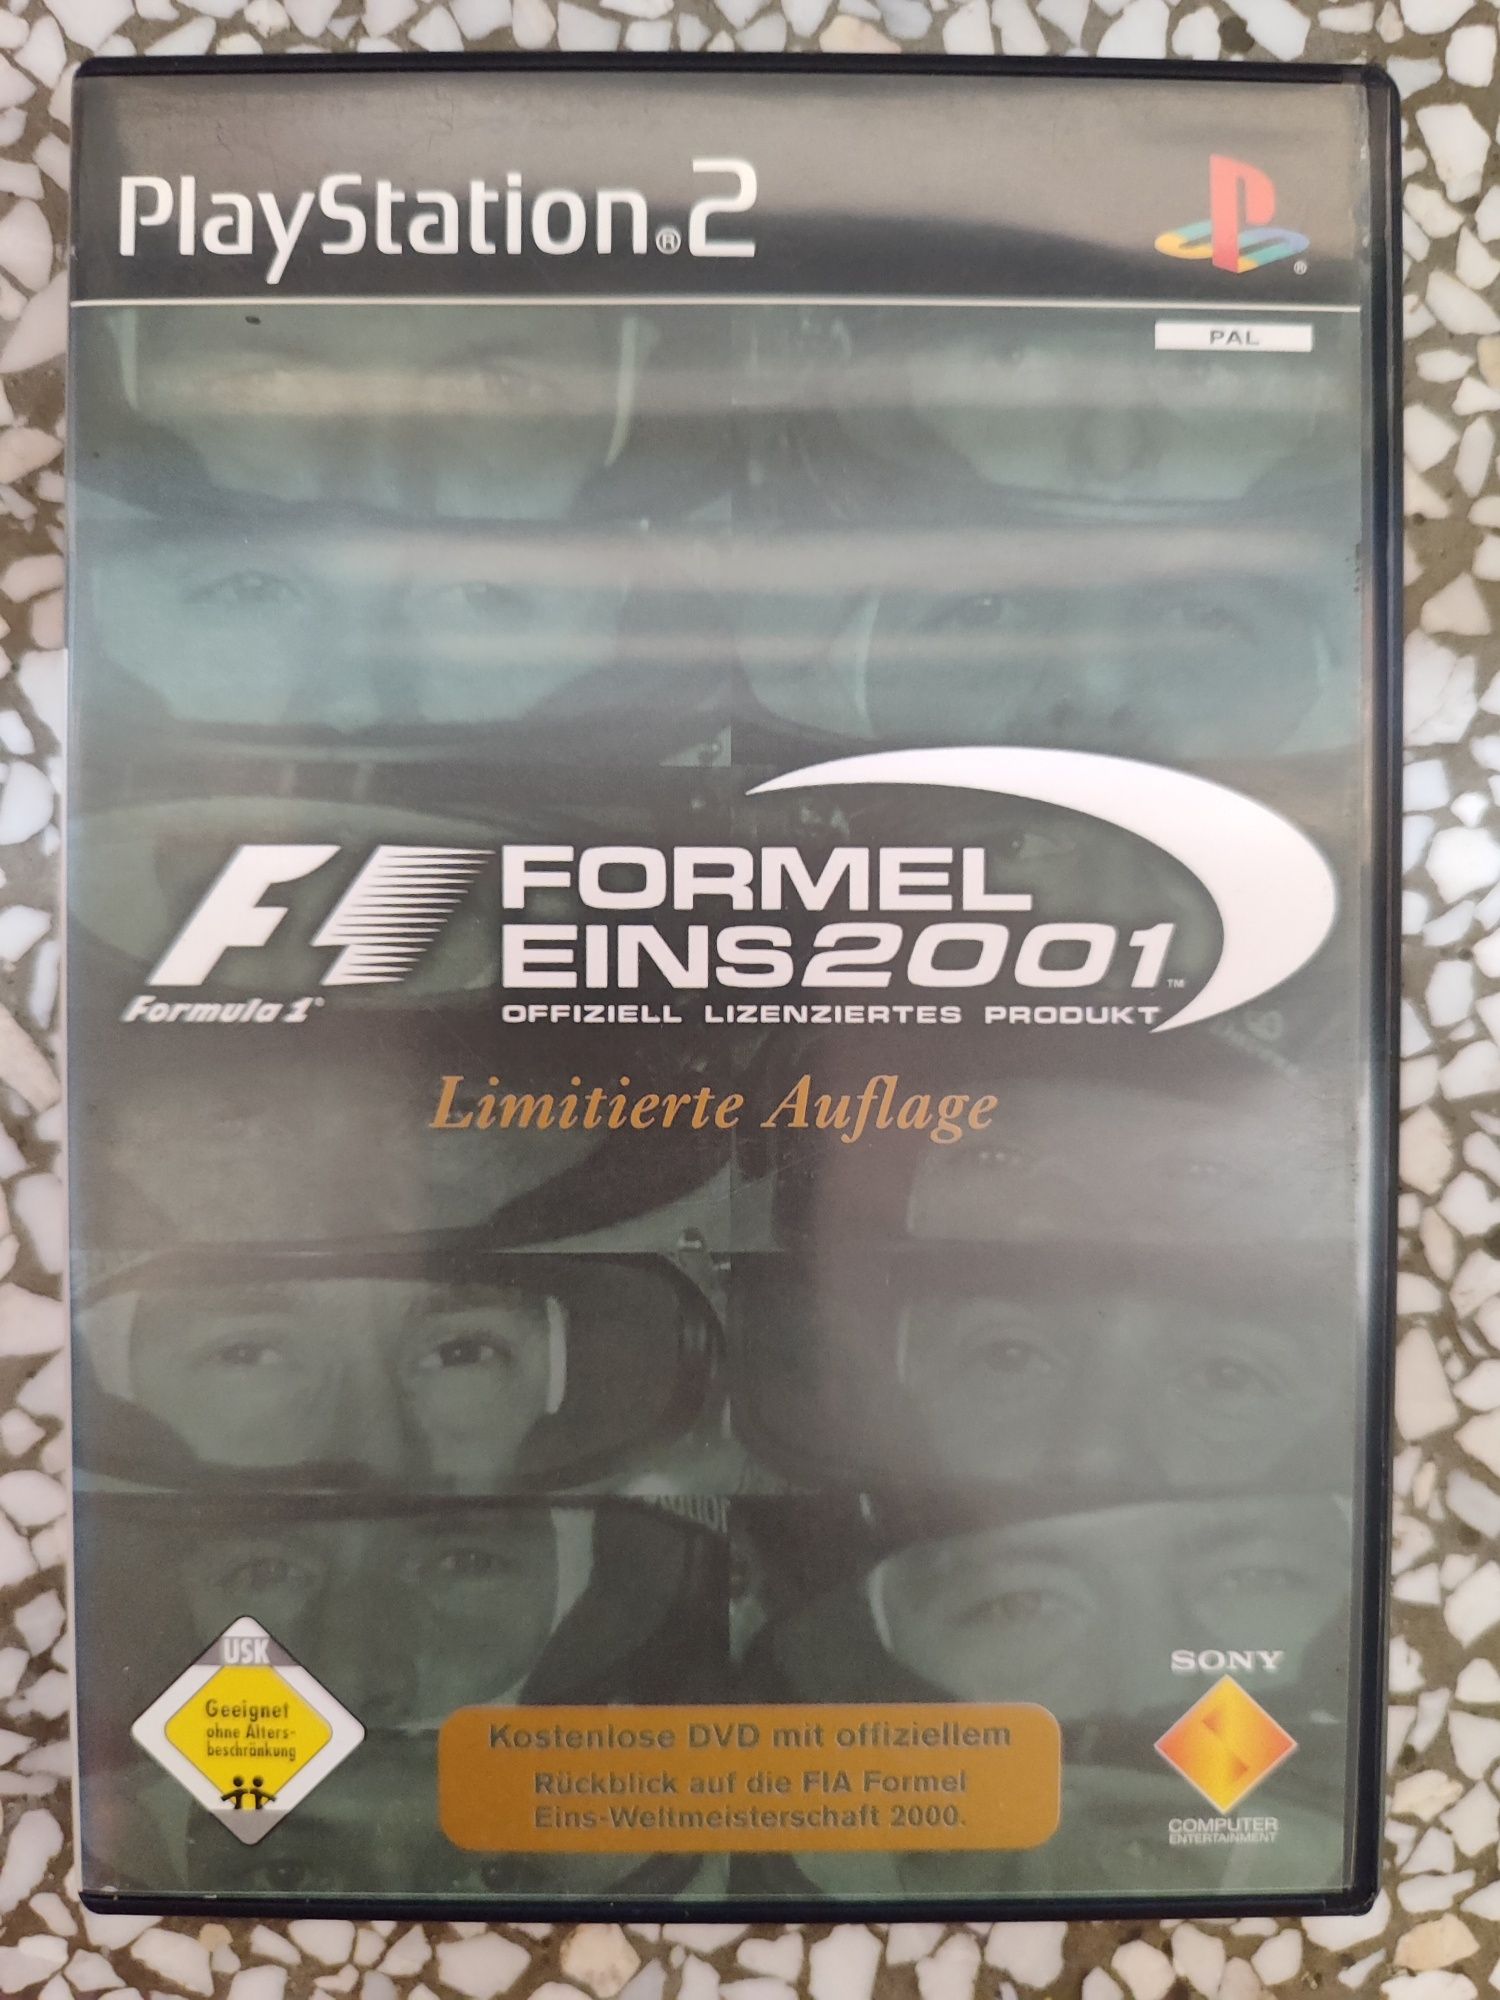 PlayStation®2
®
PAL
F1
Formula 1®
FORMEL
EINS2001™
OFFIZIELL LIZENZIERTES PRODUKT
Limitierte Auflage
USK
Geeignet
ohne Alters-
beschränkung
Kostenlose DVD mit offiziellem
Rückblick auf die FIA Formel
Eins-Weltmeisterschaft 2000.
SONY
COMPUTER
ENTERTAINMENT